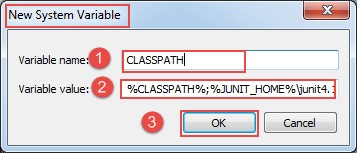 New System Variable
Variable name: 1 CLASSPATH
Variable value: 2 %CLASSPATH%;%JUNIT_HOME%\junit4.
3 OK Cancel